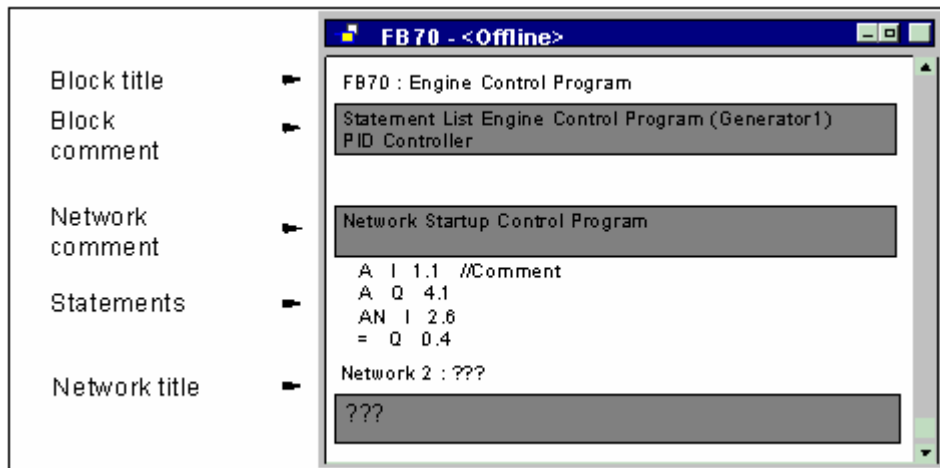 FB70 - <Offline>
Block title
FB70 : Engine Control Program
Block
comment
Statement List Engine Control Program (Generator1)
PID Controller
Network
comment
Network Startup Control Program
A I 1.1 //Comment
A Q 4.1
Statements
AN I 2.6
= Q 0.4
Network title
Network 2 : ???
???